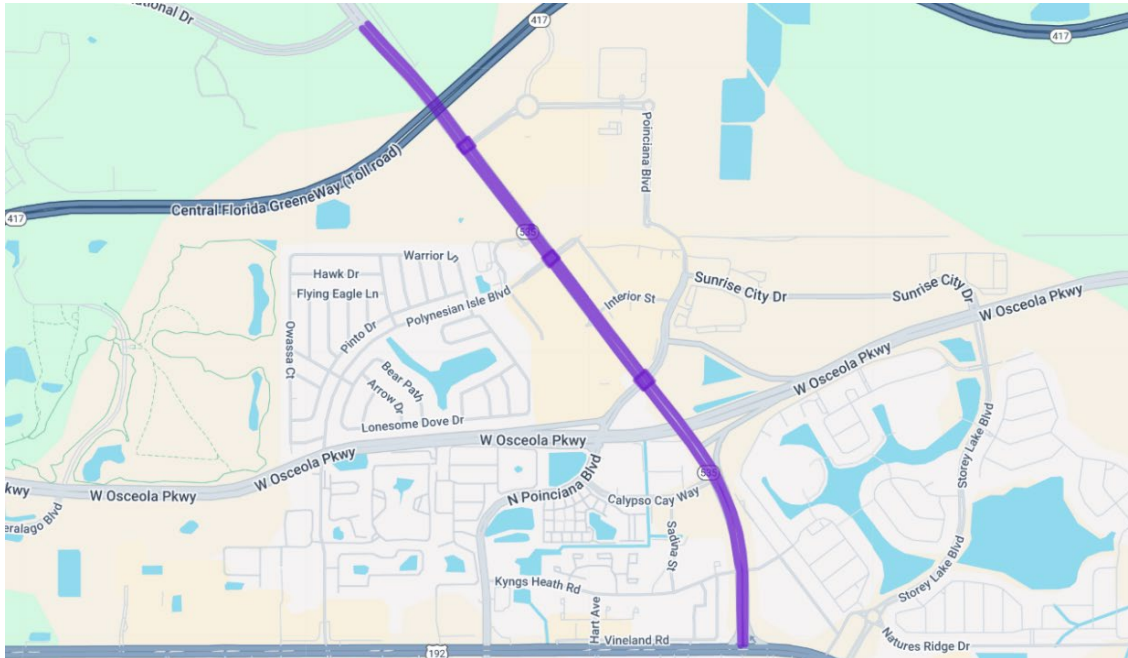 ational Dr
417
417
Poinciana Blvd
Central Florida GreeneWay (Toll road)
417
535
Warrior Ln
Hawk Dr
Flying Eagle Ln
Polynesian Isle Blvd
Interior St
Sunrise City Dr
Sunrise City Dr
W Osceola Pkwy
Pinto Dr
Owassa Ct
Bear Path
Arrow Dr
W Osceola Pkwy
Lonesome Dove Dr
W Osceola Pkwy
W Osceola Pkwy
kwy
W Osceola Pkwy
535
N Poinciana Blvd
Calypso Cay Way
Storey Lake Blvd
eralago Blvd
Sadina St
Storey Lake Blvd
Kyngs Heath Rd
Hart Ave
Vineland Rd
Natures Ridge Dr
192